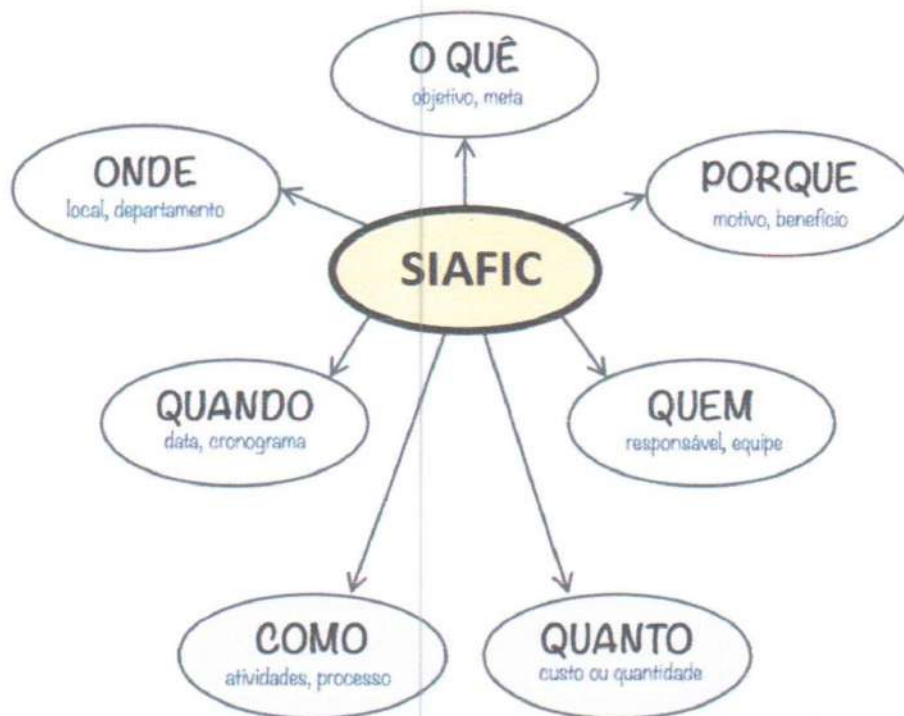 O QUÊ
objetivo, meta
ONDE
local, departamento
PORQUE
motivo, benefício
SIAFIC
QUANDO
data, cronograma
QUEM
responsável, equipe
COMO
atividades, processo
QUANTO
custo ou quantidade